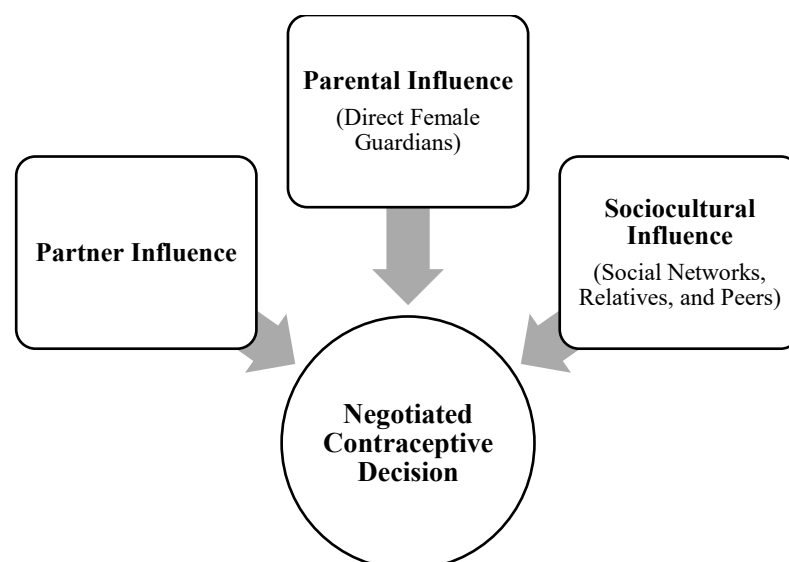 Parental Influence
(Direct Female
Guardians)
Partner Influence
Sociocultural
Influence
(Social Networks,
Relatives, and Peers)
Negotiated
Contraceptive
Decision